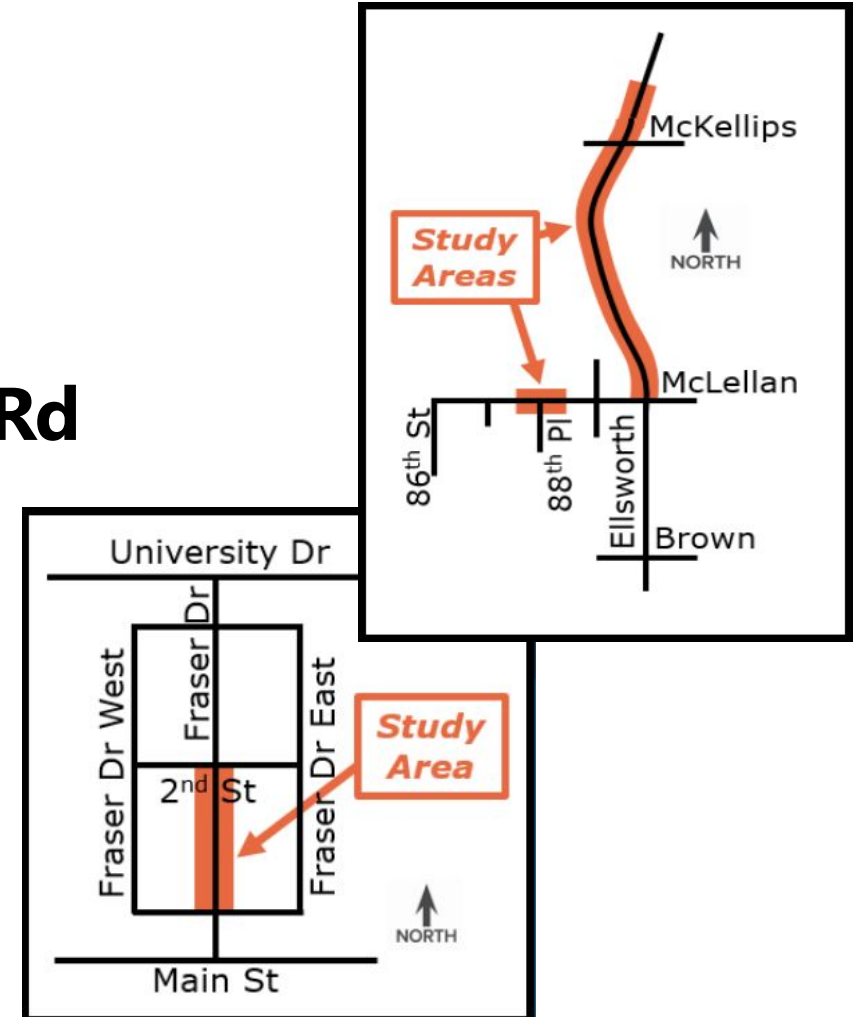 McKellips
Study
Areas
NORTH
McLellan
86th St
88th Pl
Ellsworth
Brown
Rd
University Dr
Fraser Dr
Fraser Dr West
Fraser Dr East
Study
Area
2nd St
NORTH
Main St